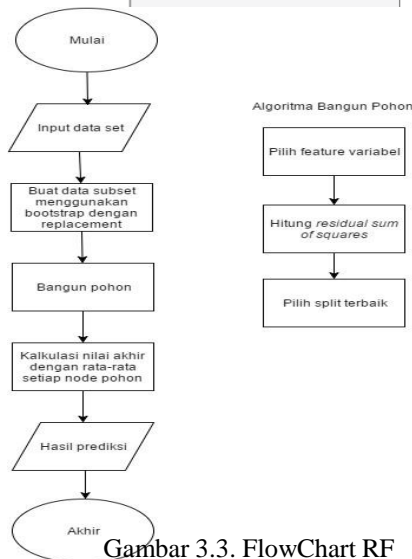 Mulai
Input data set
Buat data subset
menggunakan
bootstrap dengan
replacement
Bangun pohon
Kalkulasi nilai akhir
dengan rata-rata
setiap node pohon
Hasil prediksi
Akhir
Algoritma Bangun Pohon
Pilih feature variabel
Hitung residual sum
of squares
Pilih split terbaik
Gambar 3.3. FlowChart RF